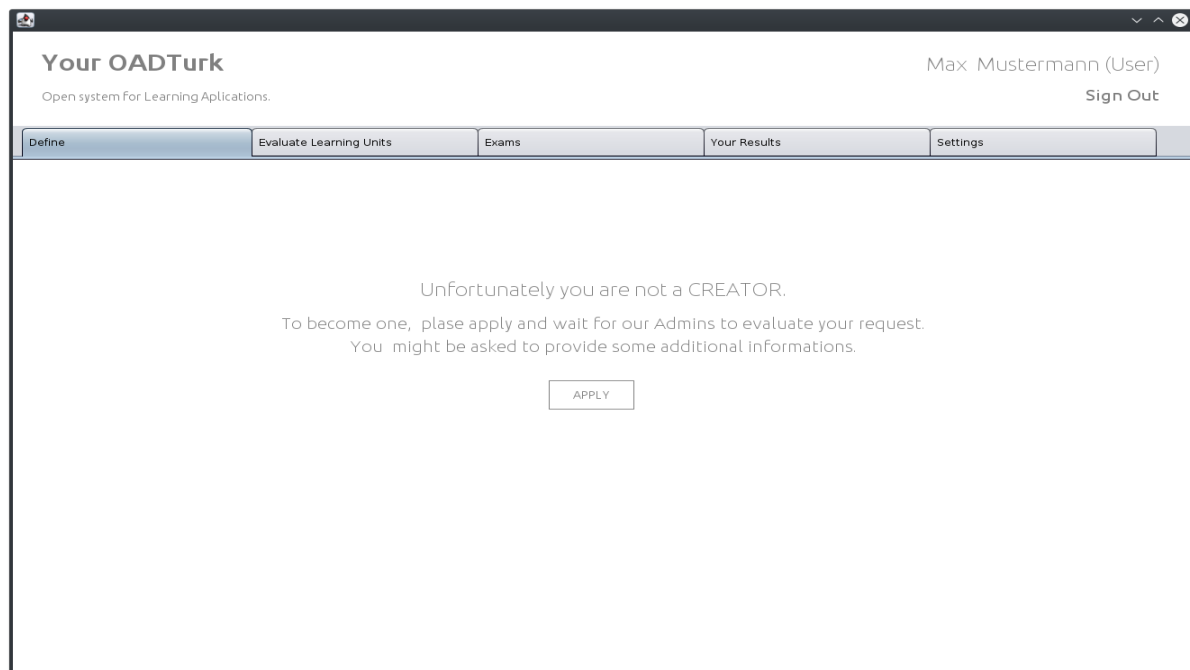 Your OADTurk
Max Mustermann (User)
Open system for Learning Aplications.
Sign Out
Define
Evaluate Learning Units
Exams
Your Results
Settings
Unfortunately you are not a CREATOR.
To become one, plase apply and wait for our Admins to evaluate your request.
You might be asked to provide some additional informations.
APPLY